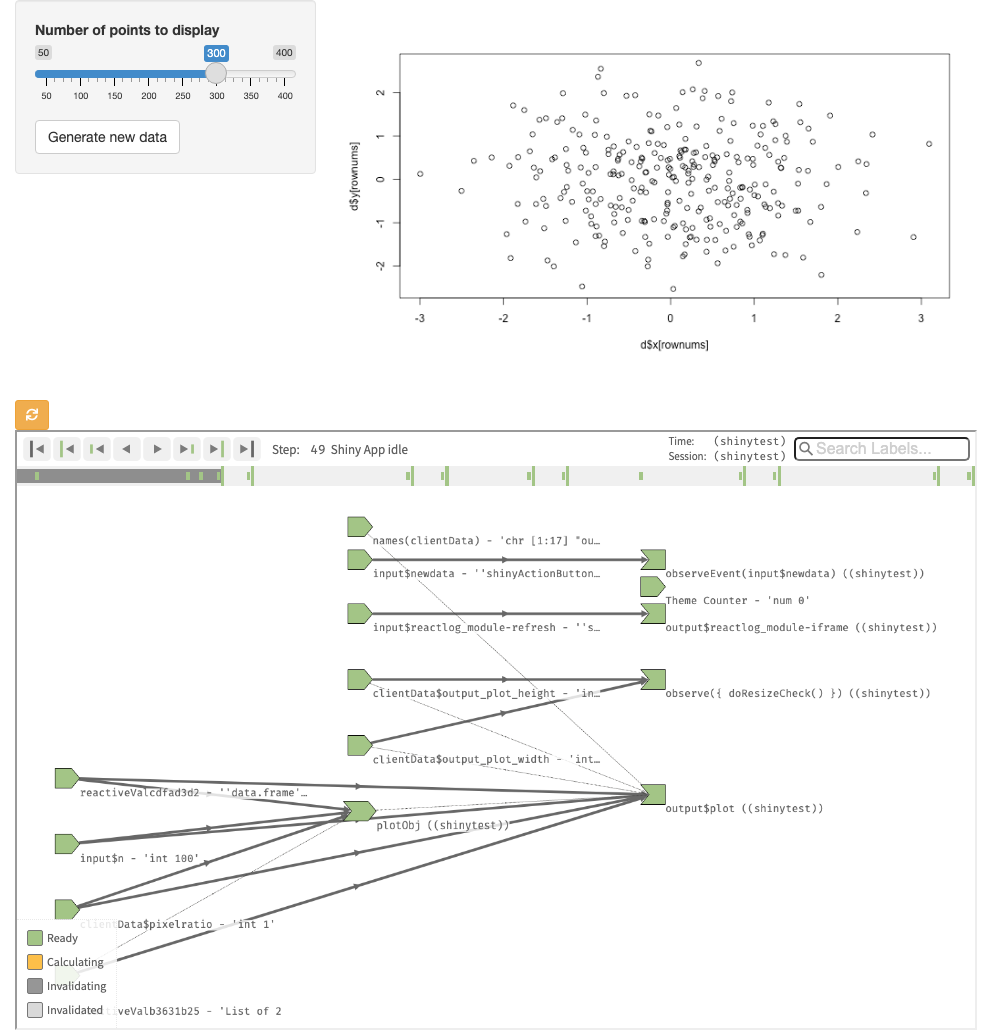 Number of points to display
50 300 400
50 100 150 200 250 300 350 400
Generate new data
d$y[rownums]
2
1
0
-1
-2
-3 -2 -1 0 1 2 3
d$x[rownums]
Step: 49 Shiny App idle
Time: (shinytest)
Session: (shinytest)
Search Labels...
names(clientData) - 'chr [1:17] "ou…
input$newdata - ''shinyActionButton…
observeEvent(input$newdata) ((shinytest))
Theme Counter - 'num 0'
input$reactlog_module-refresh - ''s…
output$reactlog_module-iframe ((shinytest))
clientData$output_plot_height - 'in…
observe({ doResizeCheck() }) ((shinytest))
clientData$output_plot_width - 'int…
reactiveValcdfad3d2 - ''data.frame'…
output$plot ((shinytest))
plotObj ((shinytest))
input$n - 'int 100'
clientData$pixelratio - 'int 1'
Ready
Calculating
Invalidating
Invalidated
tiveValb3631b25 - 'List of 2